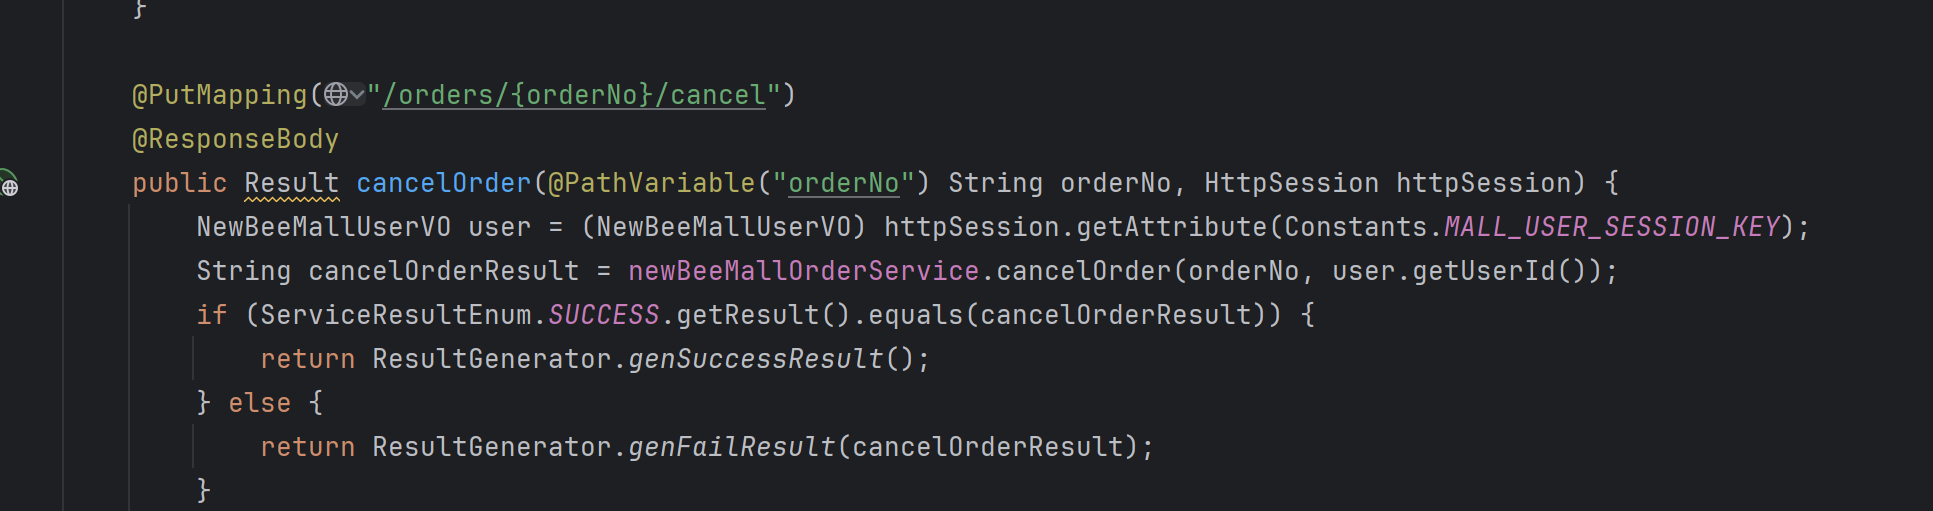 }
@PutMapping("/orders/{orderNo}/cancel")
@ResponseBody
public Result cancelOrder(@PathVariable("orderNo") String orderNo, HttpSession httpSession) {
NewBeeMallUserVO user = (NewBeeMallUserVO) httpSession.getAttribute(Constants.MALL_USER_SESSION_KEY);
String cancelOrderResult = newBeeMallOrderService.cancelOrder(orderNo, user.getUserId());
if (ServiceResultEnum.SUCCESS.getResult().equals(cancelOrderResult)) {
return ResultGenerator.genSuccessResult();
} else {
return ResultGenerator.genFailResult(cancelOrderResult);
}